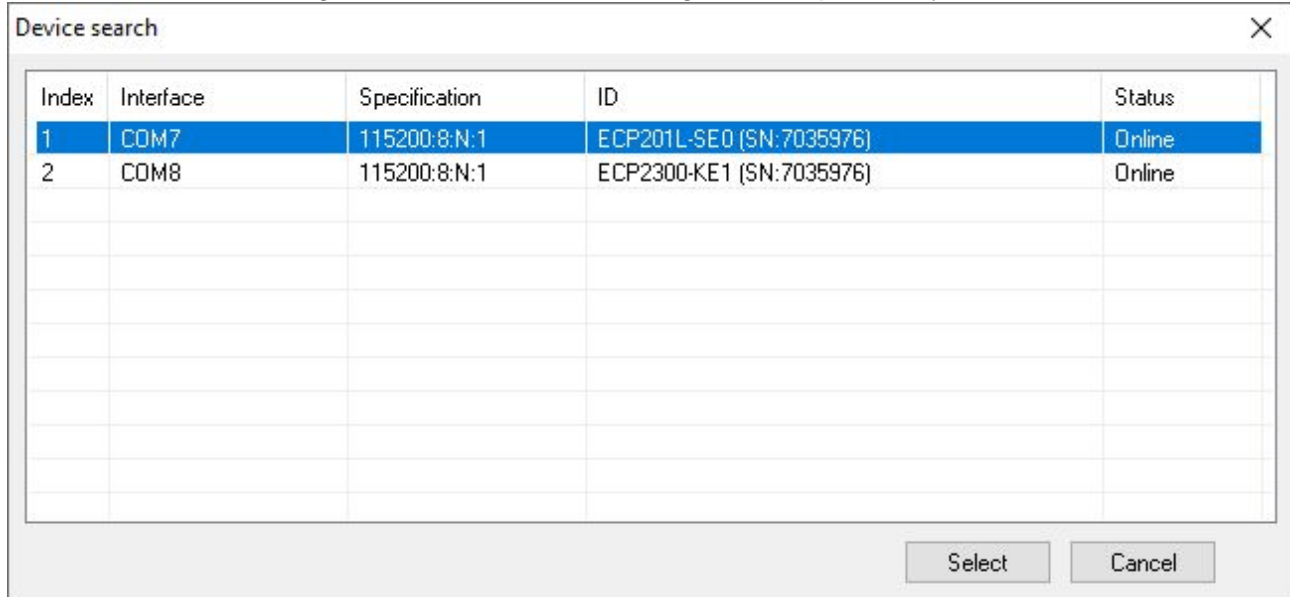 Device search
Index Interface Specification ID Status
1 COM7 115200:8:N:1 ECP201L-SE0 (SN:7035976) Online
2 COM8 115200:8:N:1 ECP2300-KE1 (SN:7035976) Online
Select Cancel